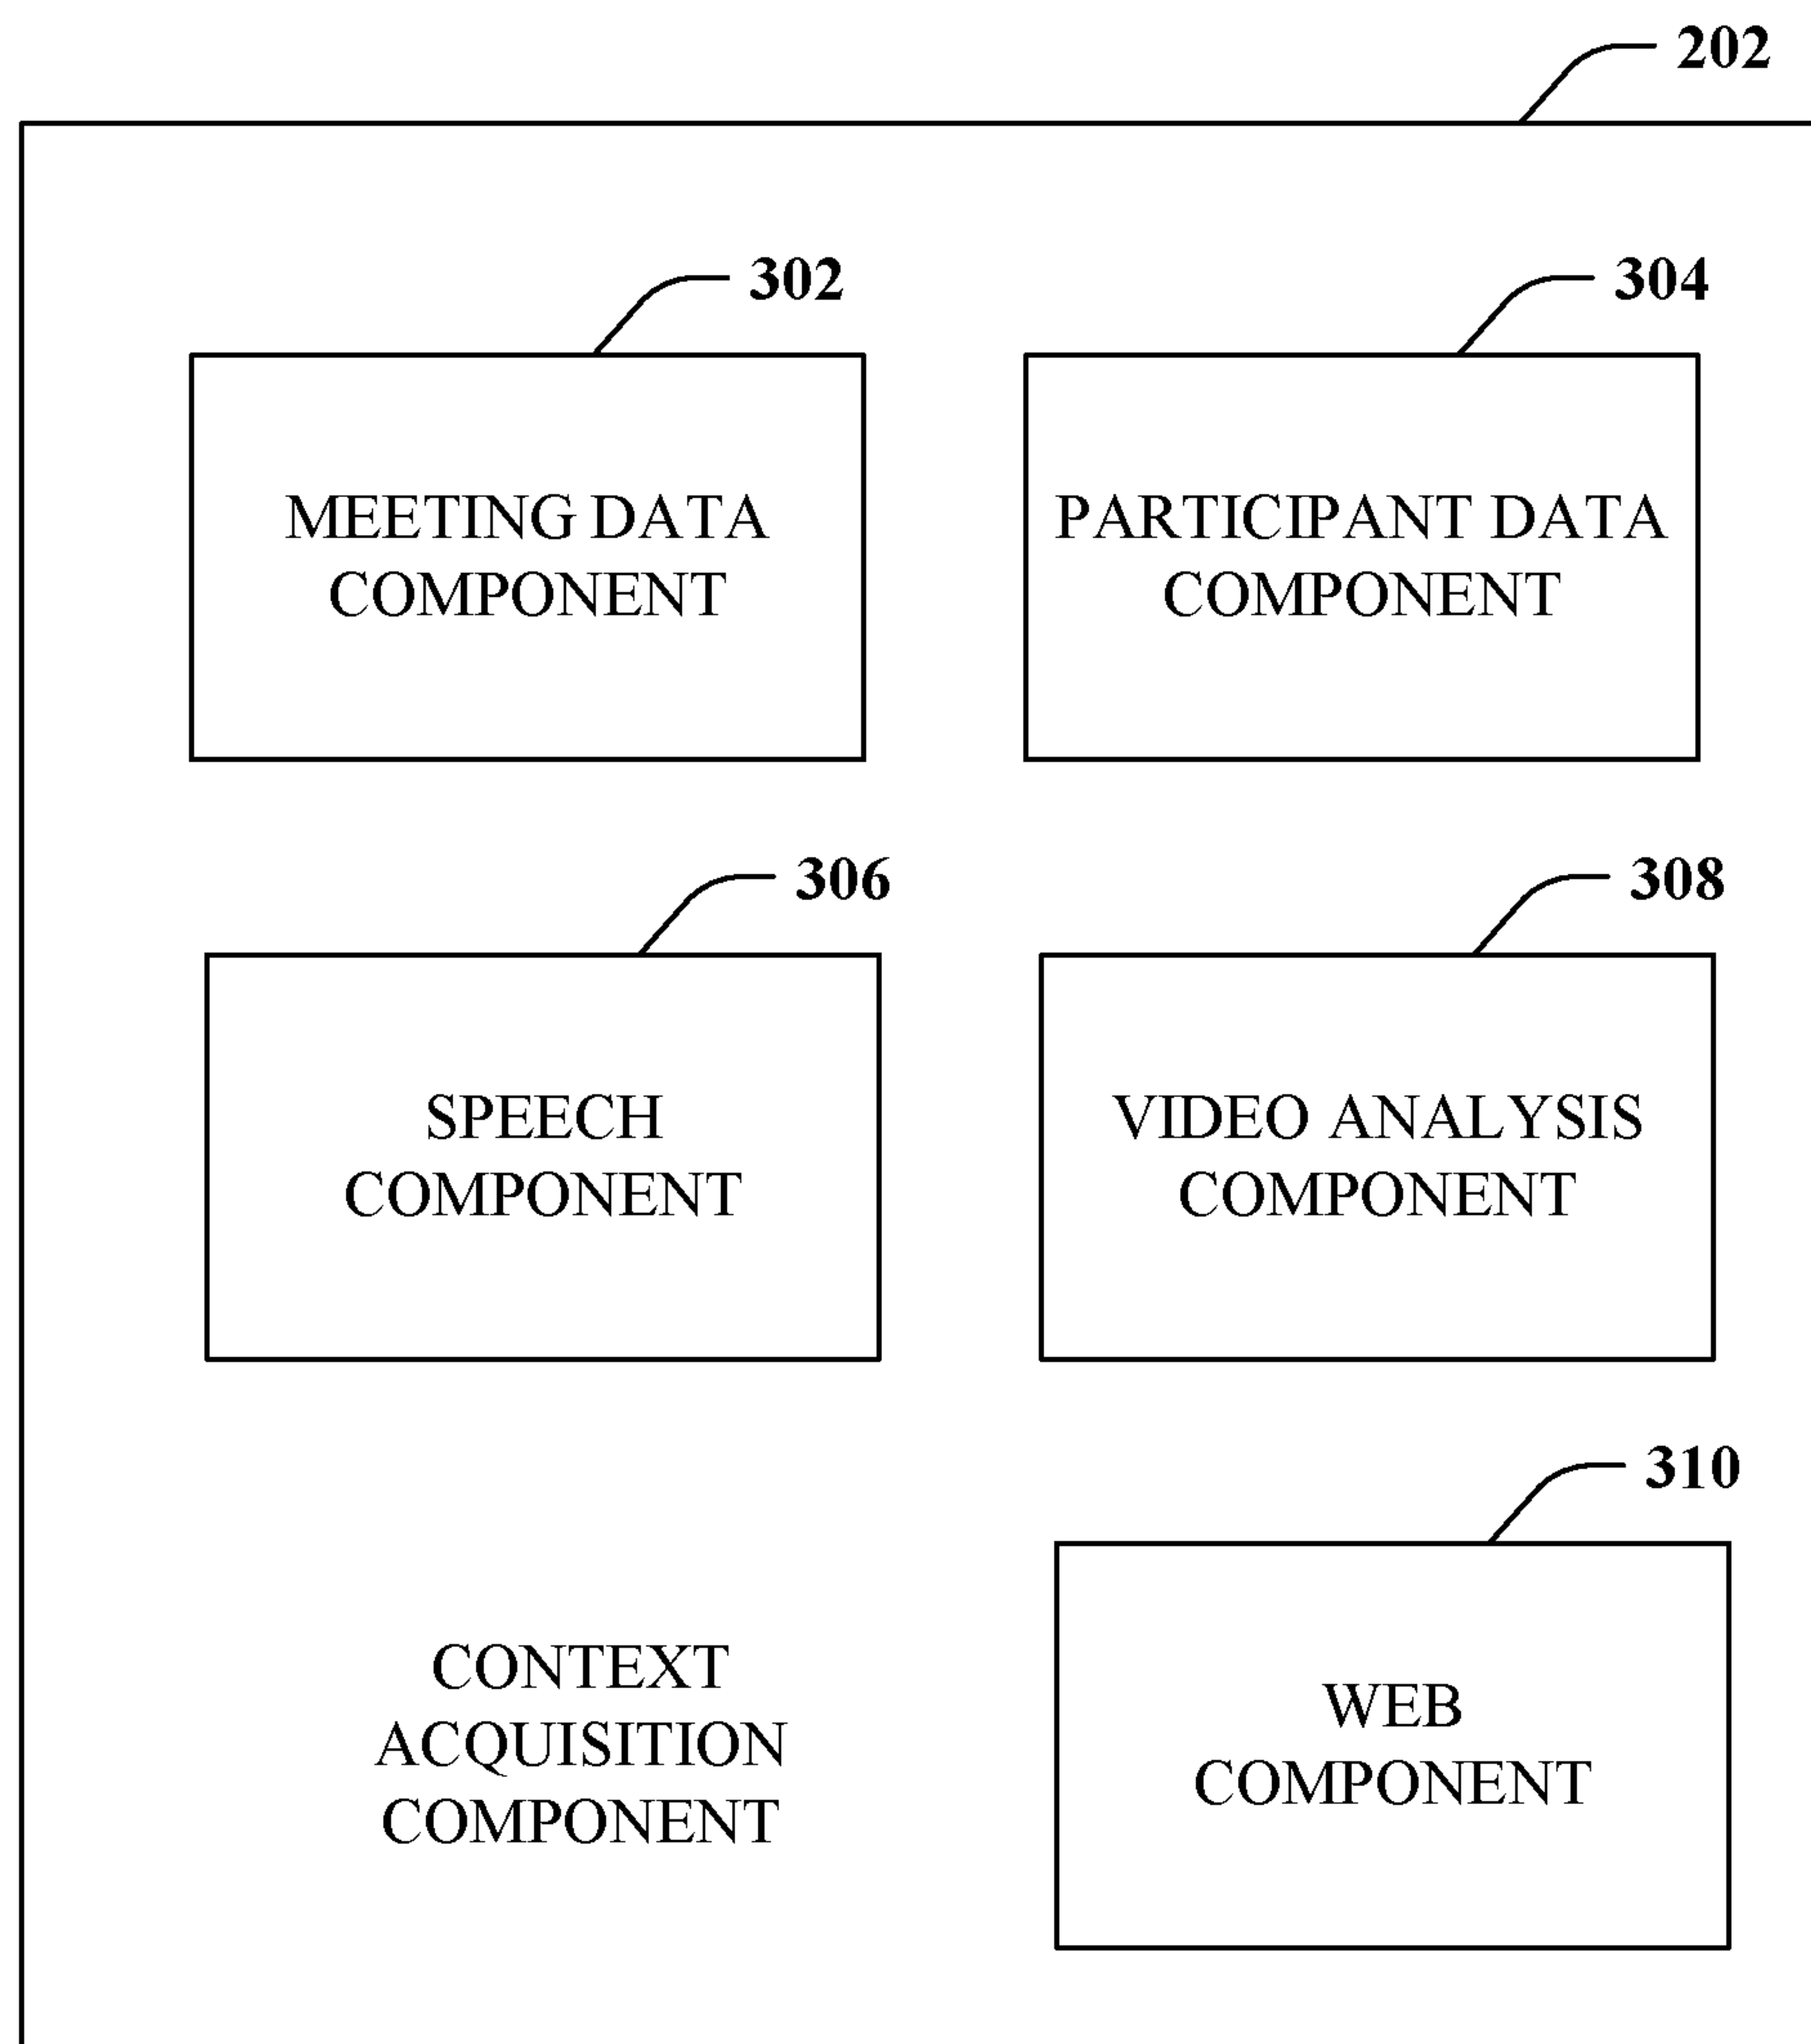 202
302
304
MEETING DATA
COMPONENT
PARTICIPANT DATA
COMPONENT
306
308
SPEECH
COMPONENT
VIDEO ANALYSIS
COMPONENT
310
CONTEXT
ACQUISITION
COMPONENT
WEB
COMPONENT